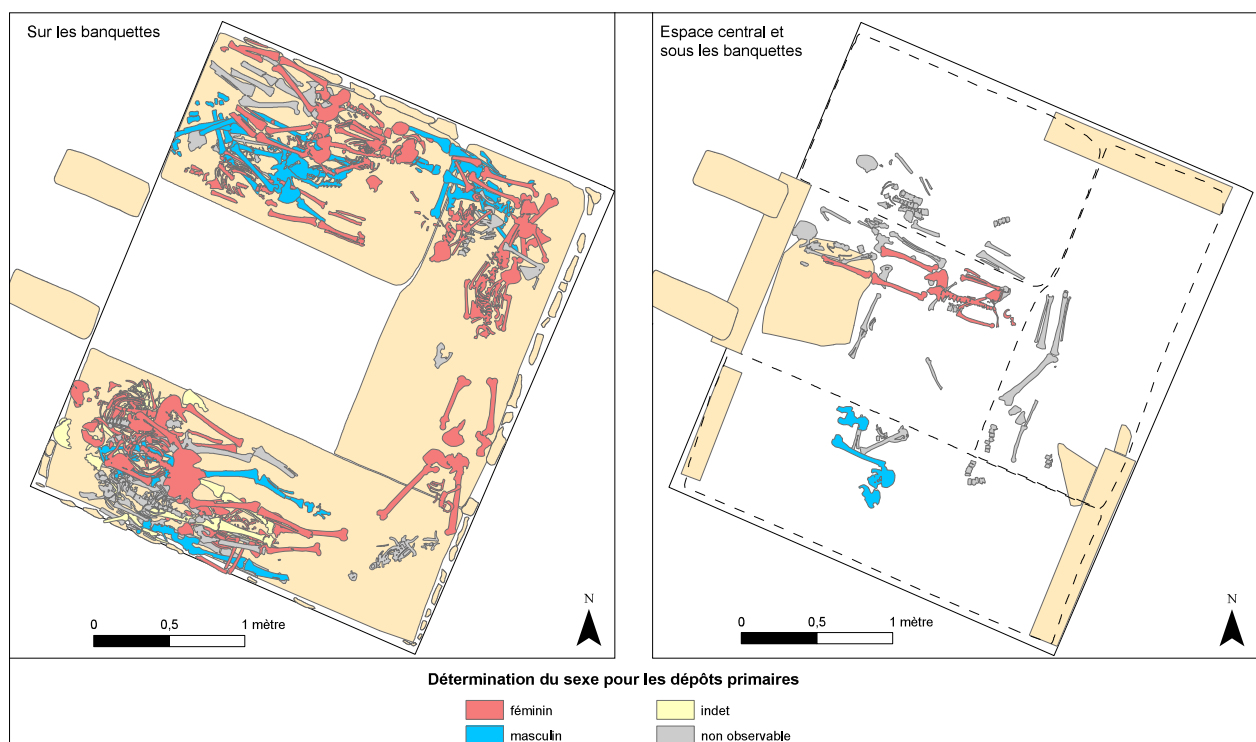 Sur les banquettes
Espace central et
sous les banquettes
N
0 0,5 1 mètre
N
0 0,5 1 mètre
Détermination du sexe pour les dépôts primaires
féminin
indet
masculin
non observable